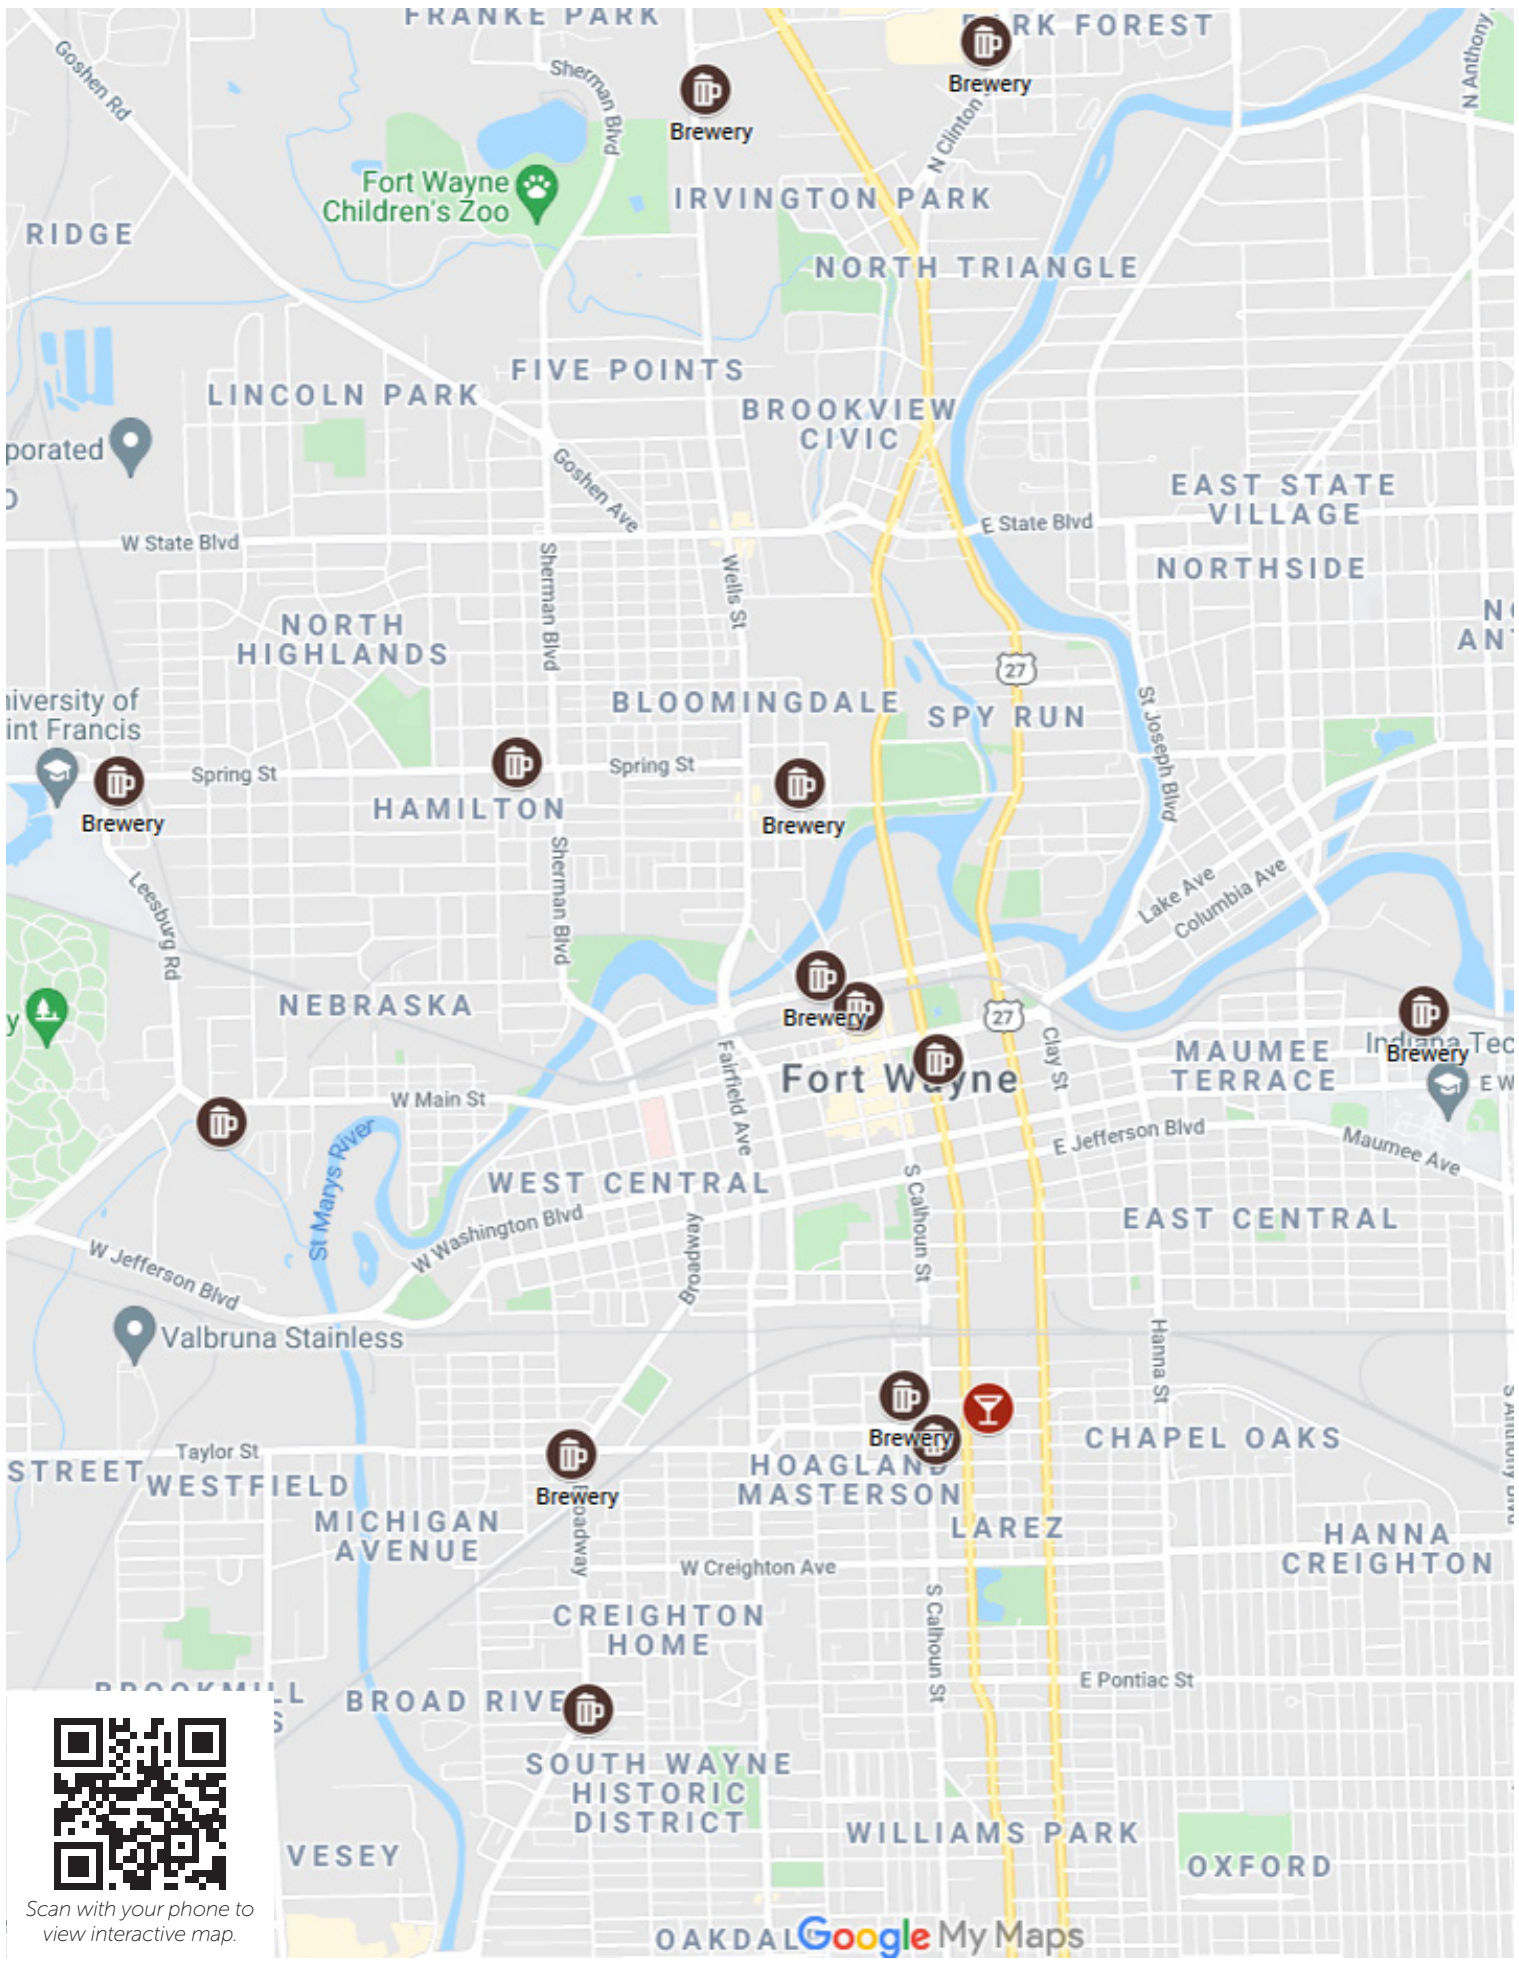 FRANKE PARK
PARK FOREST
Goshen Rd
Sherman Blvd
Brewery
Brewery
N Anthony
N Clinton
Fort Wayne
Children's Zoo
IRVINGTON PARK
RIDGE
NORTH TRIANGLE
FIVE POINTS
LINCOLN PARK
BROOKVIEW
CIVIC
porated
Goshen Ave
EAST STATE
VILLAGE
E State Blvd
W State Blvd
Sherman Blvd
Wells St
NORTHSIDE
NORTH
HIGHLANDS
27
niversity of
int Francis
BLOOMINGDALE
SPY RUN
St Joseph Blvd
Spring St
Spring St
Brewery
HAMILTON
Brewery
Sherman Blvd
Leesburg Rd
Lake Ave
Columbia Ave
NEBRASKA
Brewery
27
y
Fairfield Ave
Clay St
Fort Wayne
MAUMEE
TERRACE
Indiana Tec
Brewery
E W
W Main St
St Marys River
E Jefferson Blvd
Maumee Ave
WEST CENTRAL
S Calhoun St
W Washington Blvd
Broadway
EAST CENTRAL
W Jefferson Blvd
Valbruna Stainless
Hanna St
S Anthony Blvd
Brewery
CHAPEL OAKS
Taylor St
STREET
WESTFIELD
Brewery
HOAGLAND
MASTERSON
MICHIGAN
AVENUE
Broadway
LAREZ
HANNA
CREIGHTON
W Creighton Ave
CREIGHTON
HOME
S Calhoun St
E Pontiac St
BROAD RIVE
SOUTH WAYNE
HISTORIC
DISTRICT
WILLIAMS PARK
VESEY
OXFORD
Scan with your phone to
view interactive map.
OAKDAL
Google My Maps